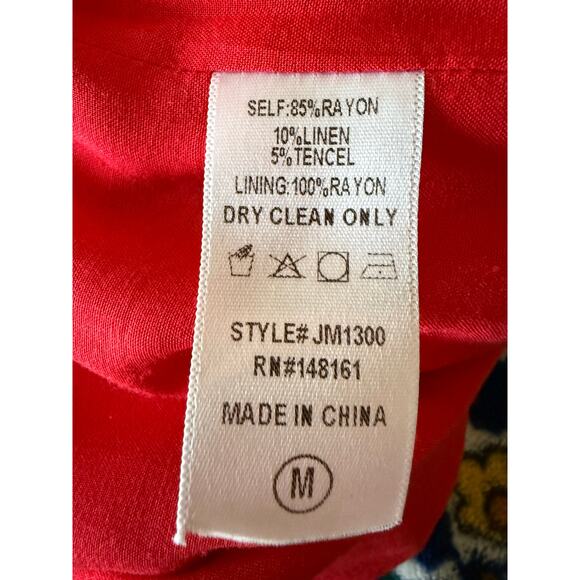 SELF:85%RAYON
10%LINEN
5%TENCEL
LINING:100%RAYON
DRY CLEAN ONLY
STYLE#JM1300
RN#148161
MADE IN CHINA
M